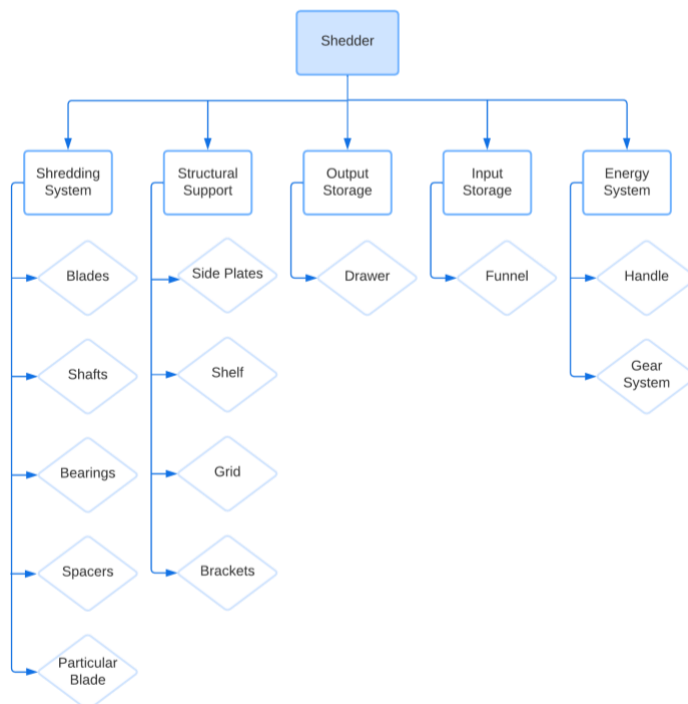 Shedder
Shredding
System
Structural
Support
Output
Storage
Input
Storage
Energy
System
Blades
Side Plates
Drawer
Funnel
Handle
Shafts
Shelf
Gear
System
Bearings
Grid
Spacers
Brackets
Particular
Blade